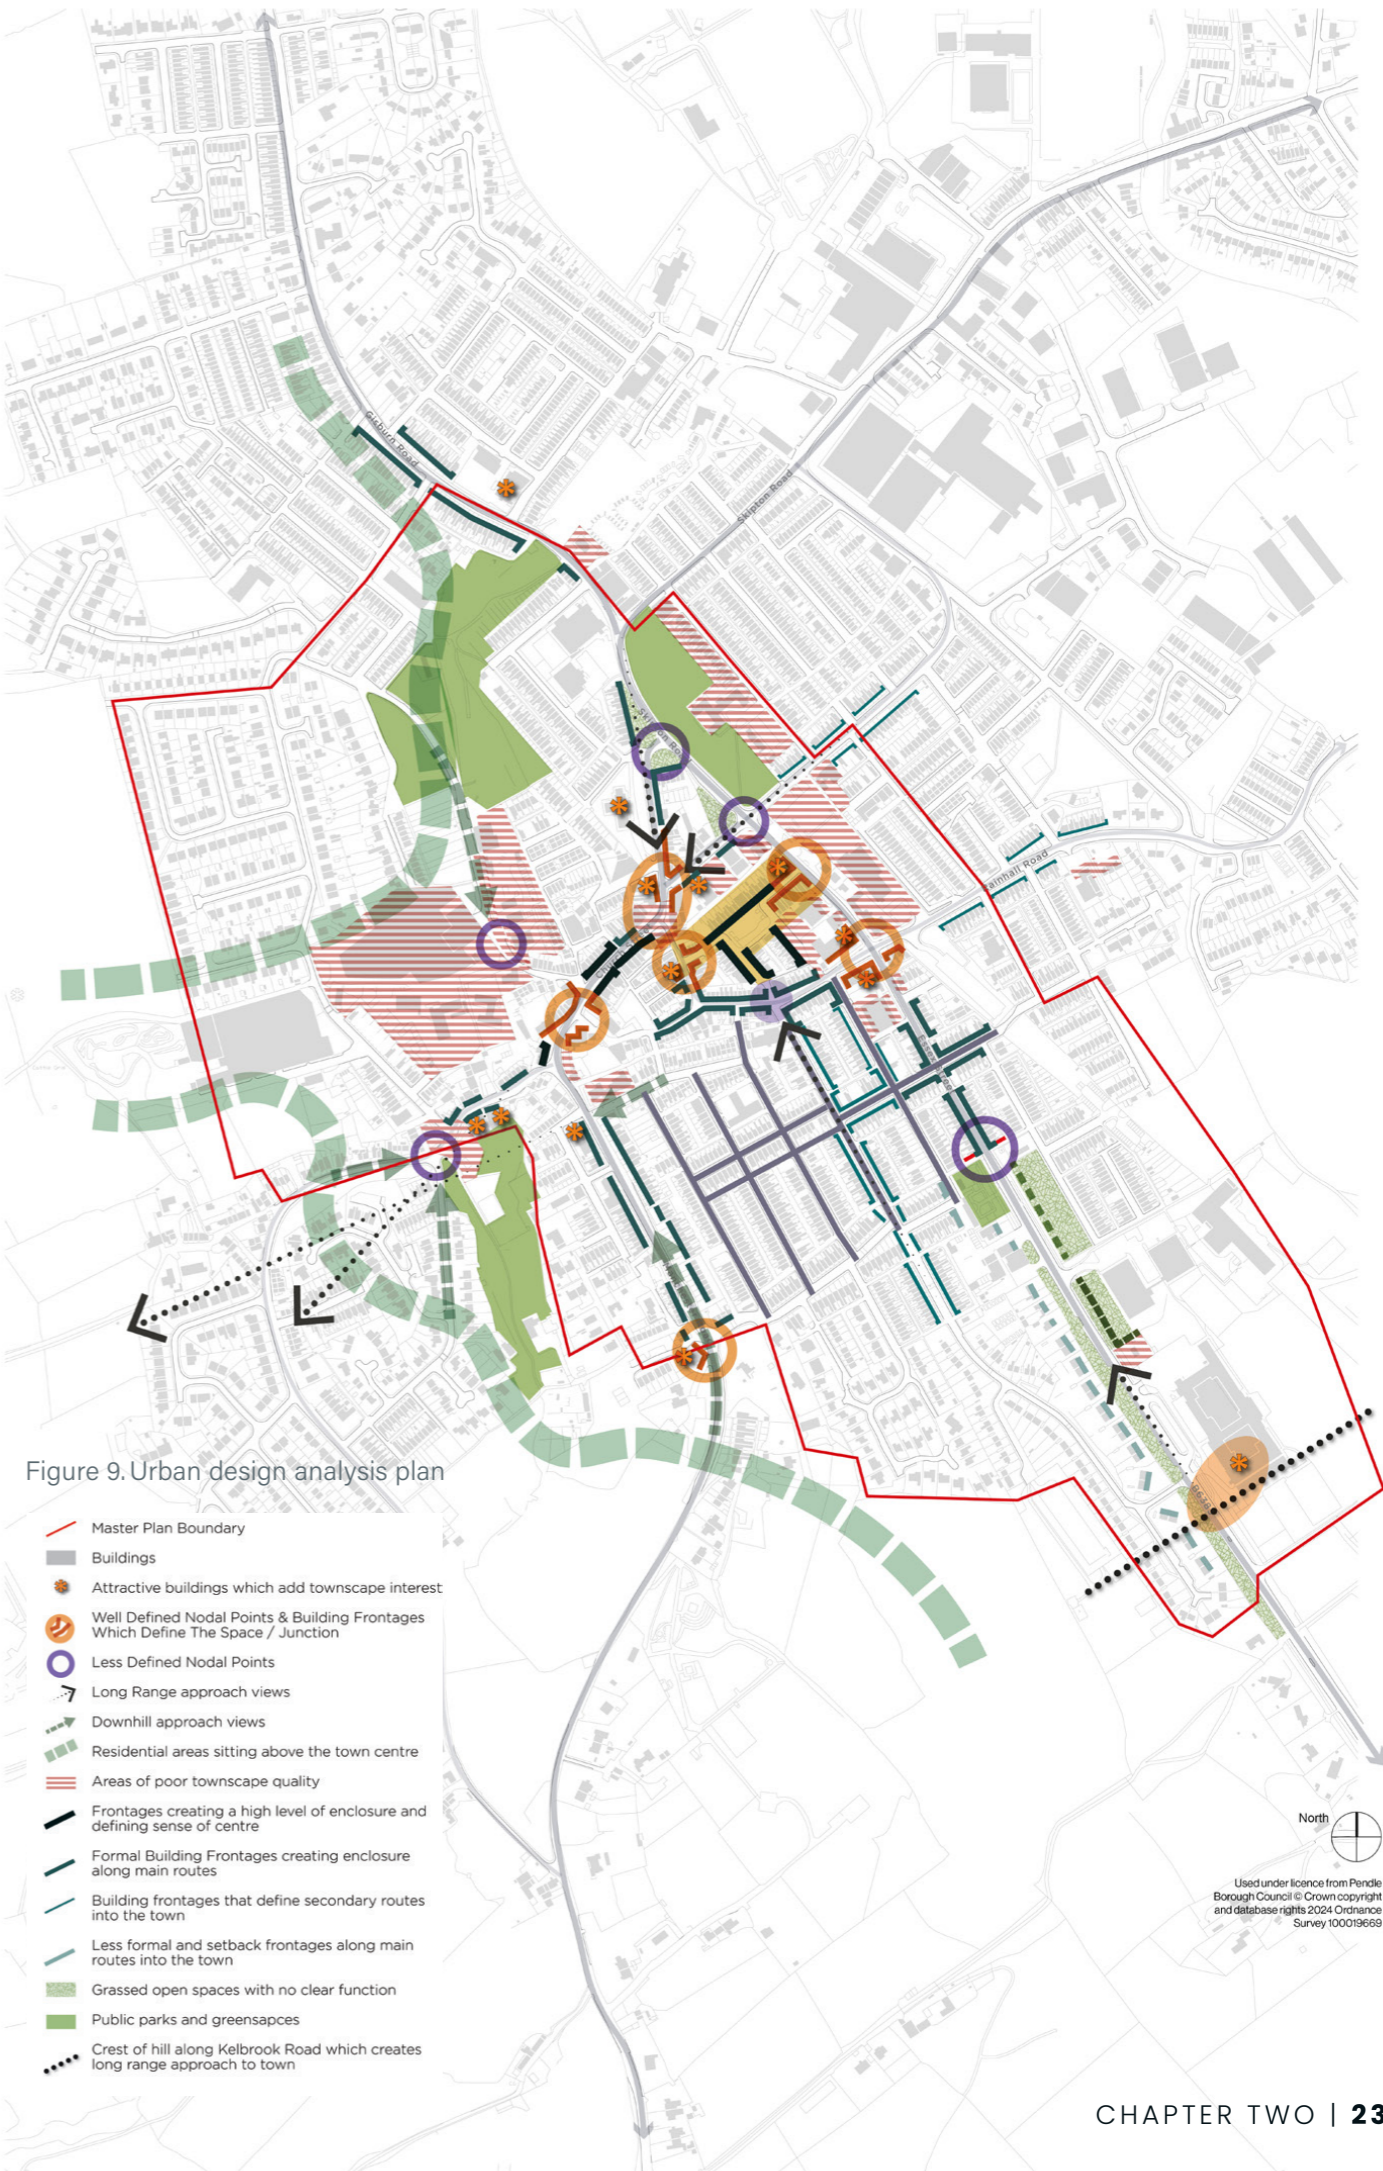 Gisburn Road
Skipton Road
Skipton Road
Rainhall Road
Figure 9. Urban design analysis plan
Master Plan Boundary
Buildings
Attractive buildings which add townscape interest
Well Defined Nodal Points & Building Frontages
Which Define The Space / Junction
Less Defined Nodal Points
Long Range approach views
Downhill approach views
Residential areas sitting above the town centre
Areas of poor townscape quality
Frontages creating a high level of enclosure and
defining sense of centre
Formal Building Frontages creating enclosure
along main routes
Building frontages that define secondary routes
into the town
Less formal and setback frontages along main
routes into the town
Grassed open spaces with no clear function
Public parks and greensapces
Crest of hill along Kelbrook Road which creates
long range approach to town
North
Used under licence from Pendle
Borough Council © Crown copyright
and database rights 2024 Ordnance
Survey 100019669
CHAPTER TWO | 23